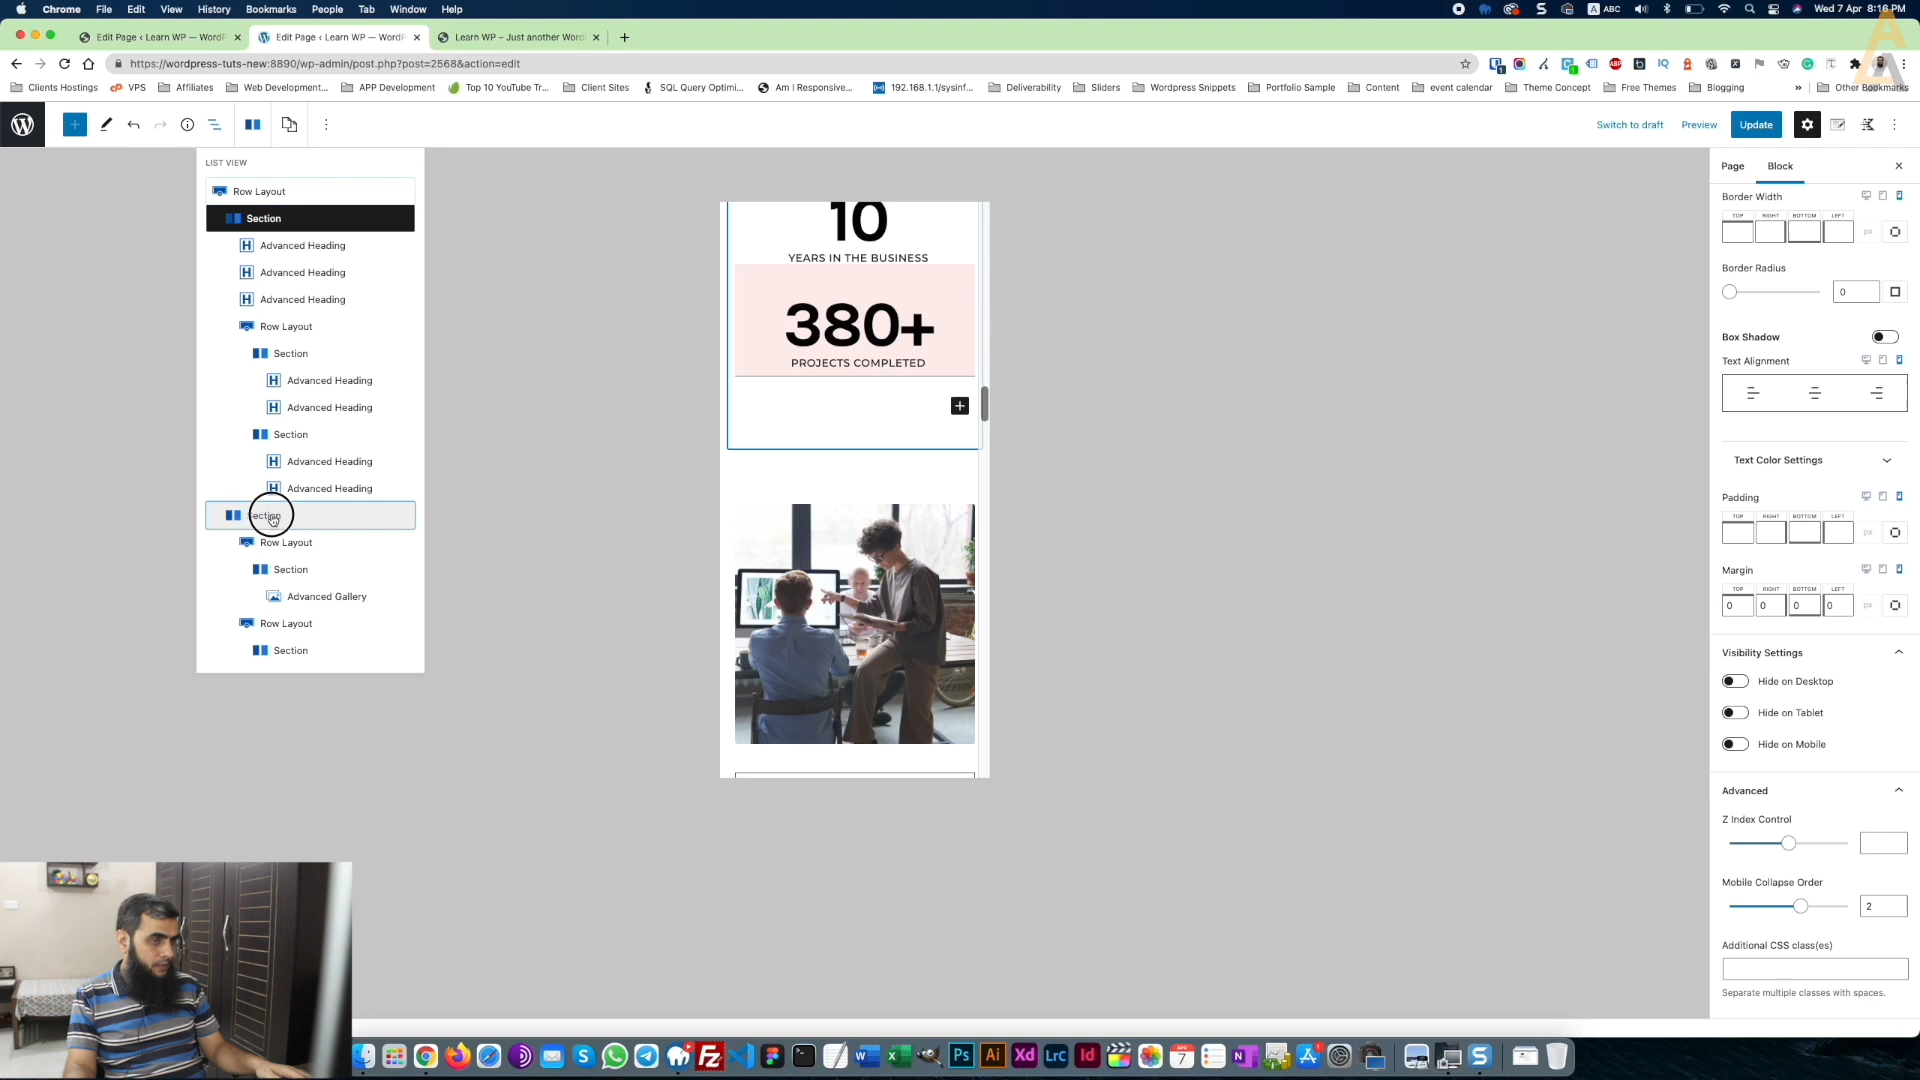 Chrome File Edit View History Bookmarks People Tab Window Help
ABC Wed 7 Apr 8:16 PM
Edit Page ‹ Learn WP — WordP
Edit Page ‹ Learn WP — WordP
Learn WP – Just another Word
https://wordpress-tuts-new:8890/wp-admin/post.php?post=2568&action=edit
Clients Hostings
VPS
Affiliates
Web Development...
APP Development
Top 10 YouTube Tr...
Client Sites
SQL Query Optimi...
Am I Responsive...
192.168.1.1/sysinf...
Deliverability
Sliders
Wordpress Snippets
Portfolio Sample
Content
event calendar
Theme Concept
Free Themes
Blogging
Other Bookmarks
Switch to draft
Preview
Update
LIST VIEW
Row Layout
Section
Advanced Heading
Advanced Heading
Advanced Heading
Row Layout
Section
Advanced Heading
Advanced Heading
Section
Advanced Heading
Advanced Heading
Section
Row Layout
Section
Advanced Gallery
Row Layout
Section
10
YEARS IN THE BUSINESS
380+
PROJECTS COMPLETED
Page Block
Border Width
TOP RIGHT BOTTOM LEFT
px
Border Radius
0
Box Shadow
Text Alignment
Text Color Settings
Padding
TOP RIGHT BOTTOM LEFT
px
Margin
TOP RIGHT BOTTOM LEFT
0 0 0 0 px
Visibility Settings
Hide on Desktop
Hide on Tablet
Hide on Mobile
Advanced
Z Index Control
Mobile Collapse Order
2
Additional CSS class(es)
Separate multiple classes with spaces.